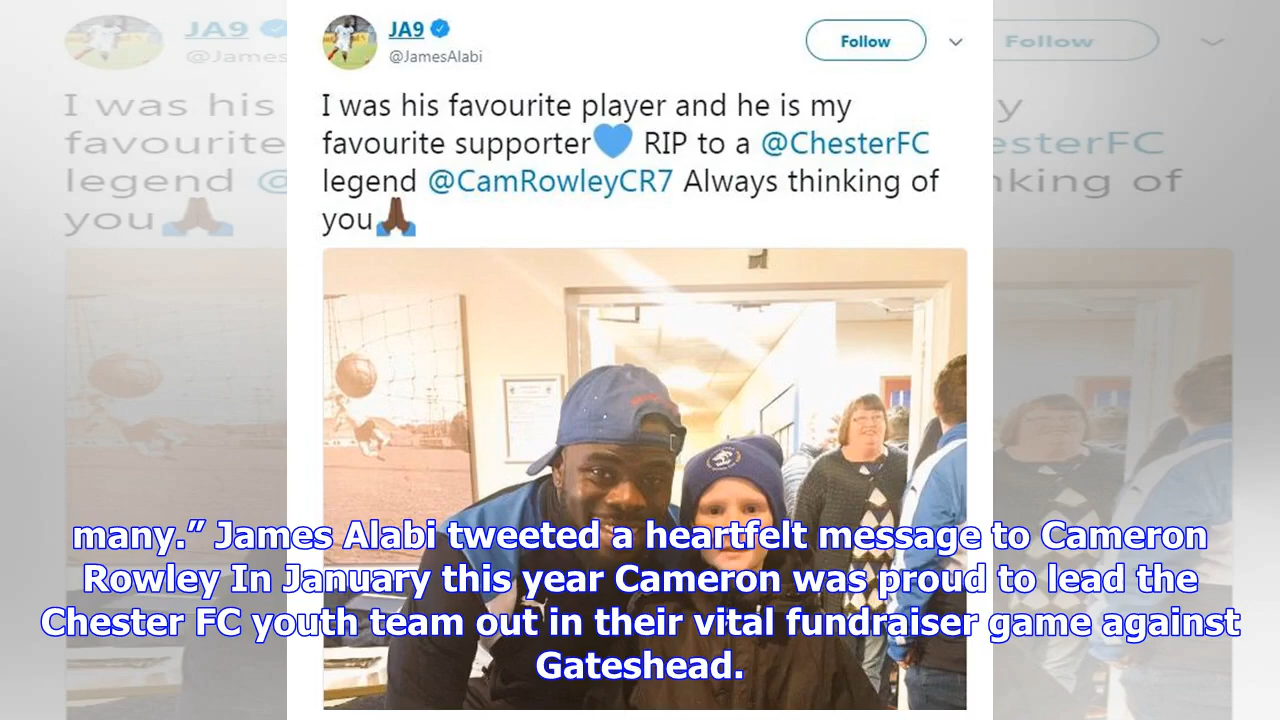 JA9
@JamesAlabi
Follow
I was his favourite player and he is my
favourite supporter💙 RIP to a @ChesterFC
legend @CamRowleyCR7 Always thinking of
you🙏🏾
many.” James Alabi tweeted a heartfelt message to Cameron
Rowley In January this year Cameron was proud to lead the
Chester FC youth team out in their vital fundraiser game against
Gateshead.